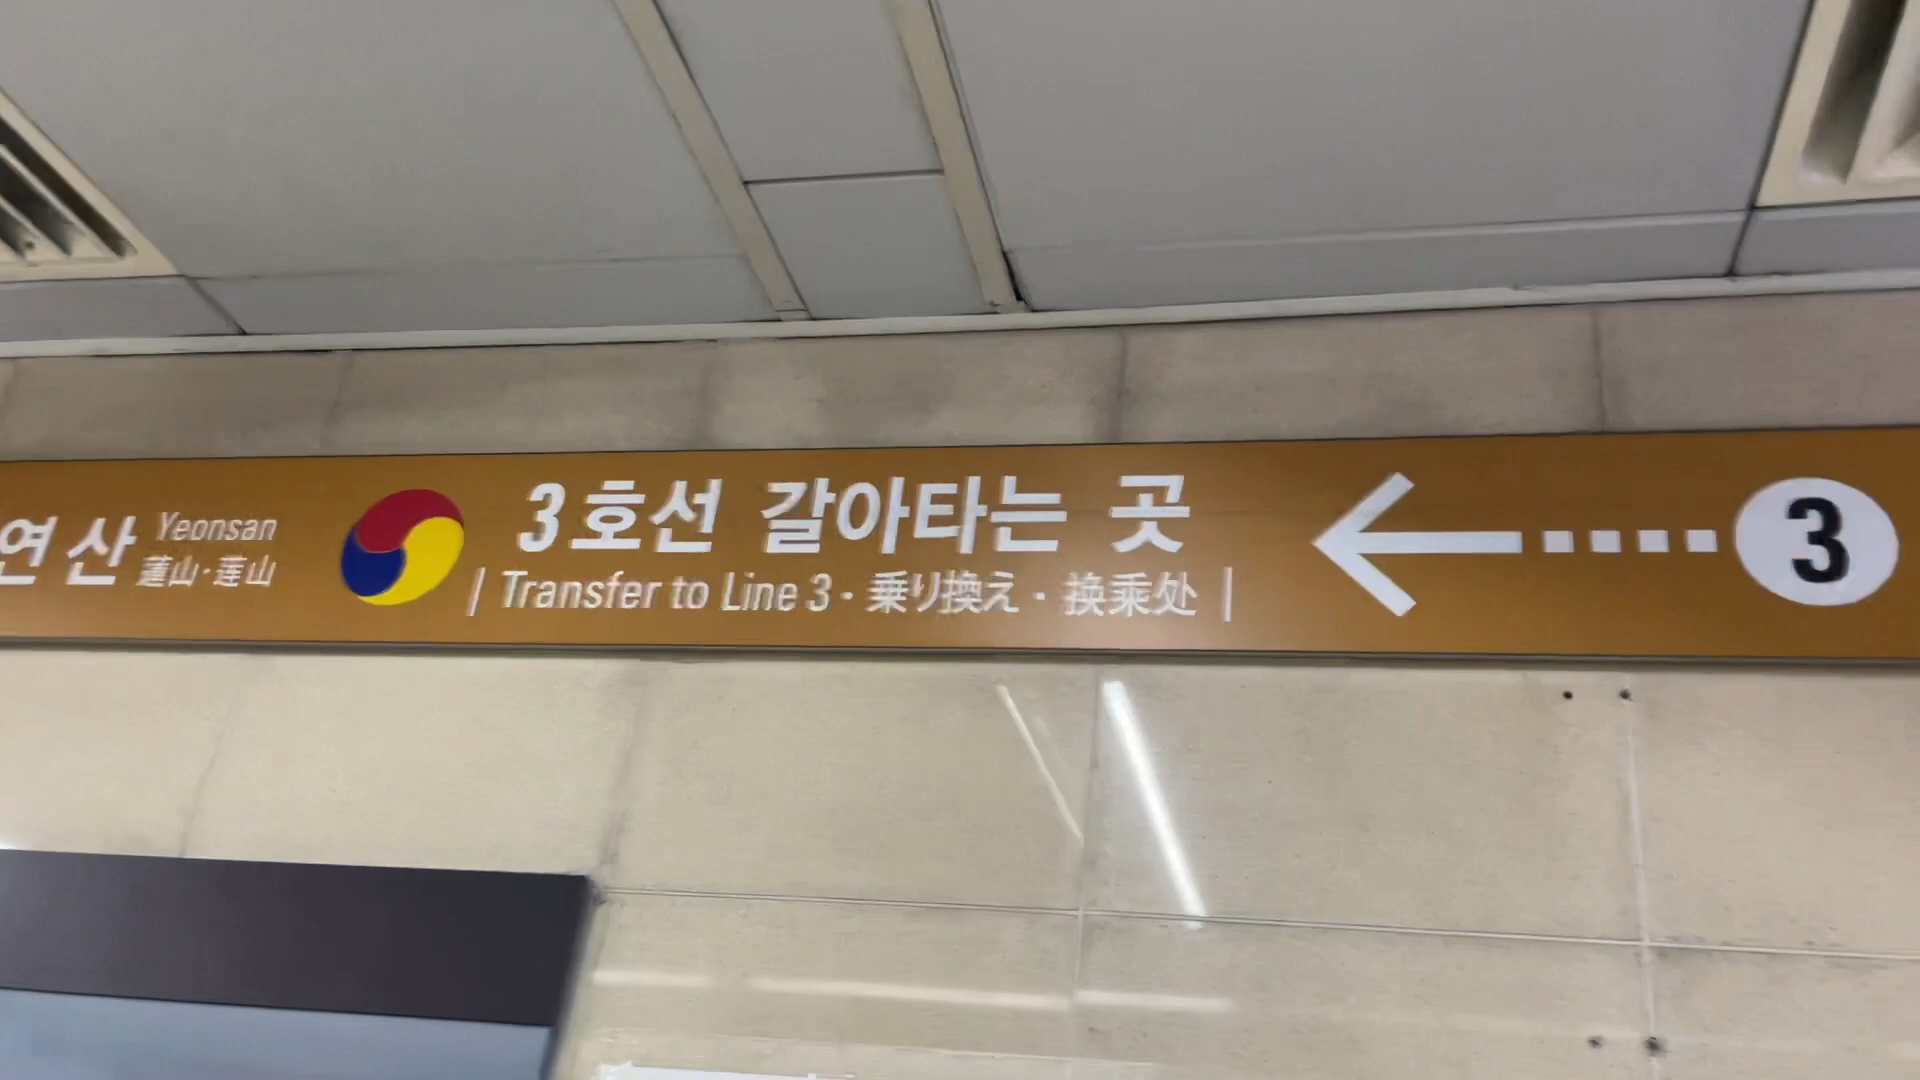 연산
Yeonsan
蓮山·莲山
3호선 갈아타는 곳
| Transfer to Line 3 · 乗り換え · 换乘处 |
3